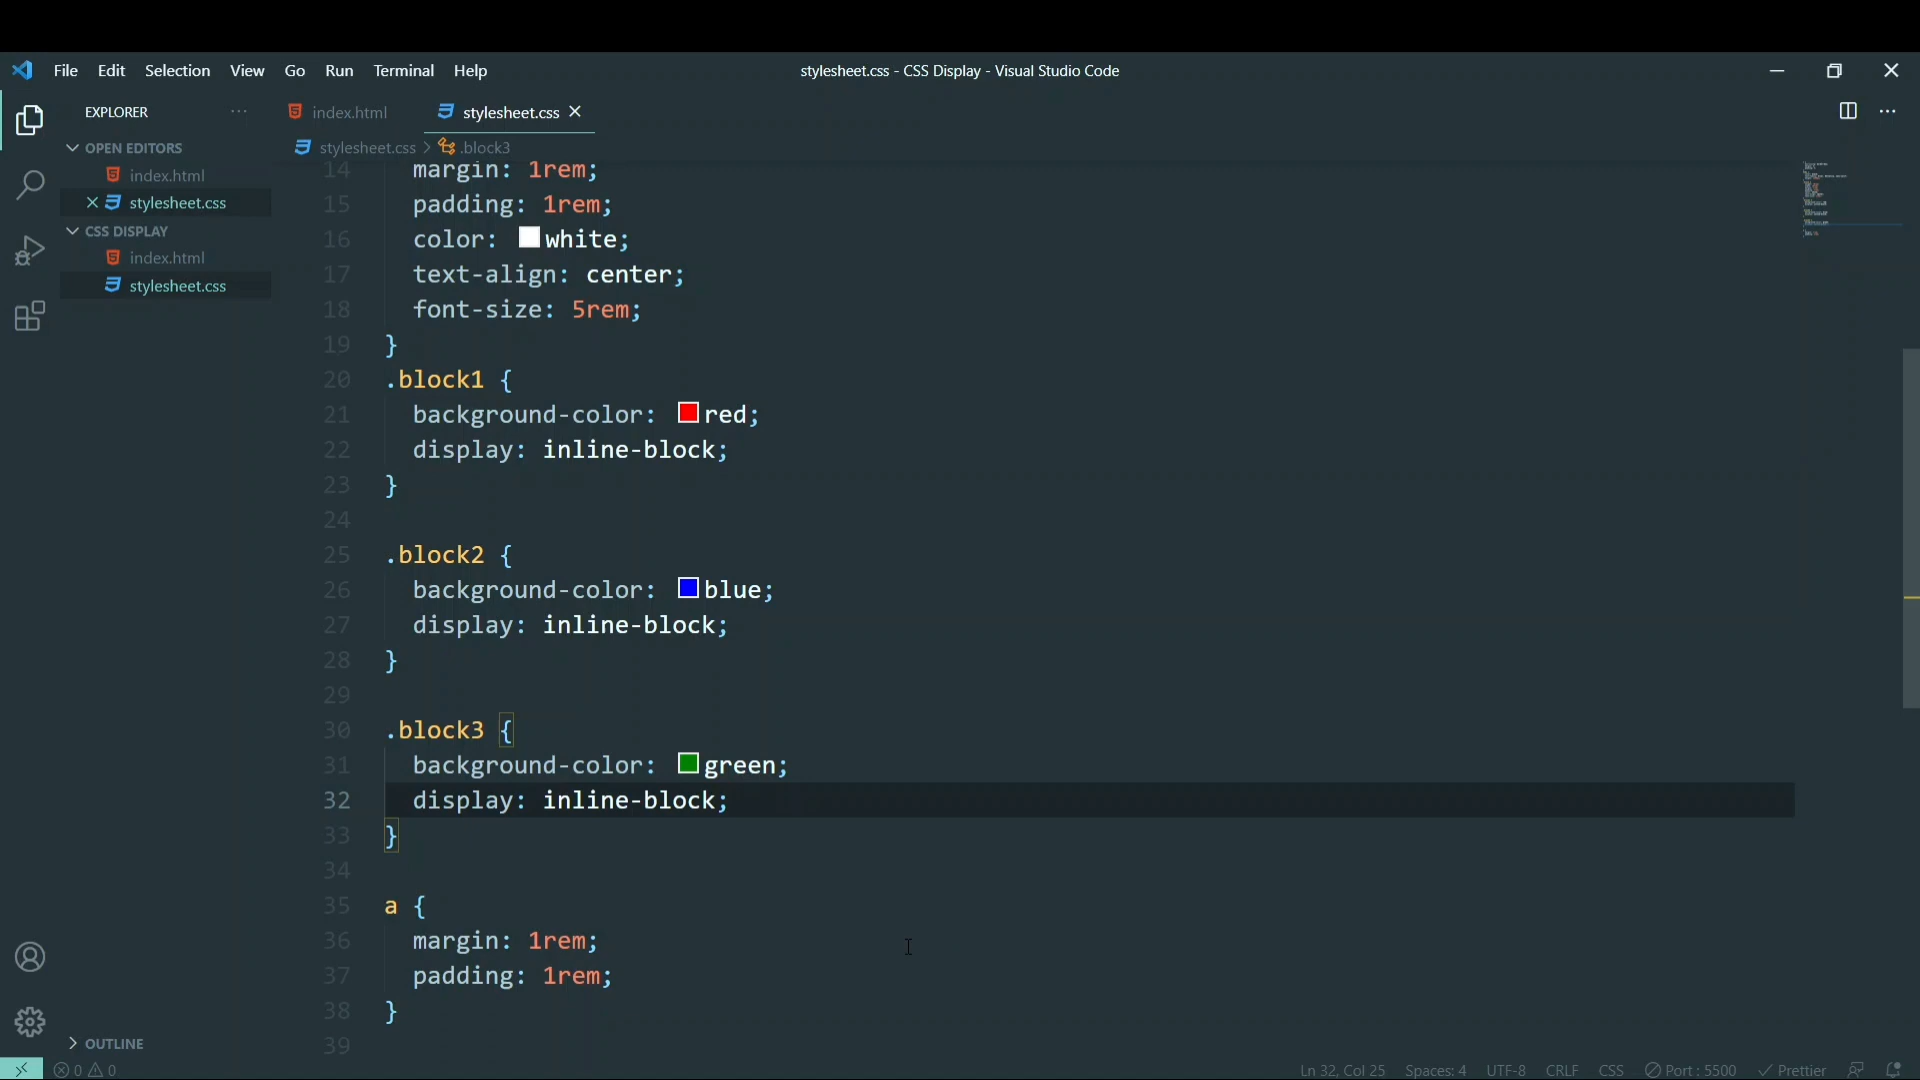 File Edit Selection View Go Run Terminal Help
stylesheet.css - CSS Display - Visual Studio Code
EXPLORER
index.html
stylesheet.css
OPEN EDITORS
index.html
stylesheet.css
CSS DISPLAY
index.html
stylesheet.css
OUTLINE
stylesheet.css > .block3
14 margin: 1rem;
15 padding: 1rem;
16 color: white;
17 text-align: center;
18 font-size: 5rem;
19 }
20 .block1 {
21 background-color: red;
22 display: inline-block;
23 }
24
25 .block2 {
26 background-color: blue;
27 display: inline-block;
28 }
29
30 .block3 {
31 background-color: green;
32 display: inline-block;
33 }
34
35 a {
36 margin: 1rem;
37 padding: 1rem;
38 }
39
0 0
Ln 32, Col 25 Spaces: 4 UTF-8 CRLF CSS Port : 5500 Prettier